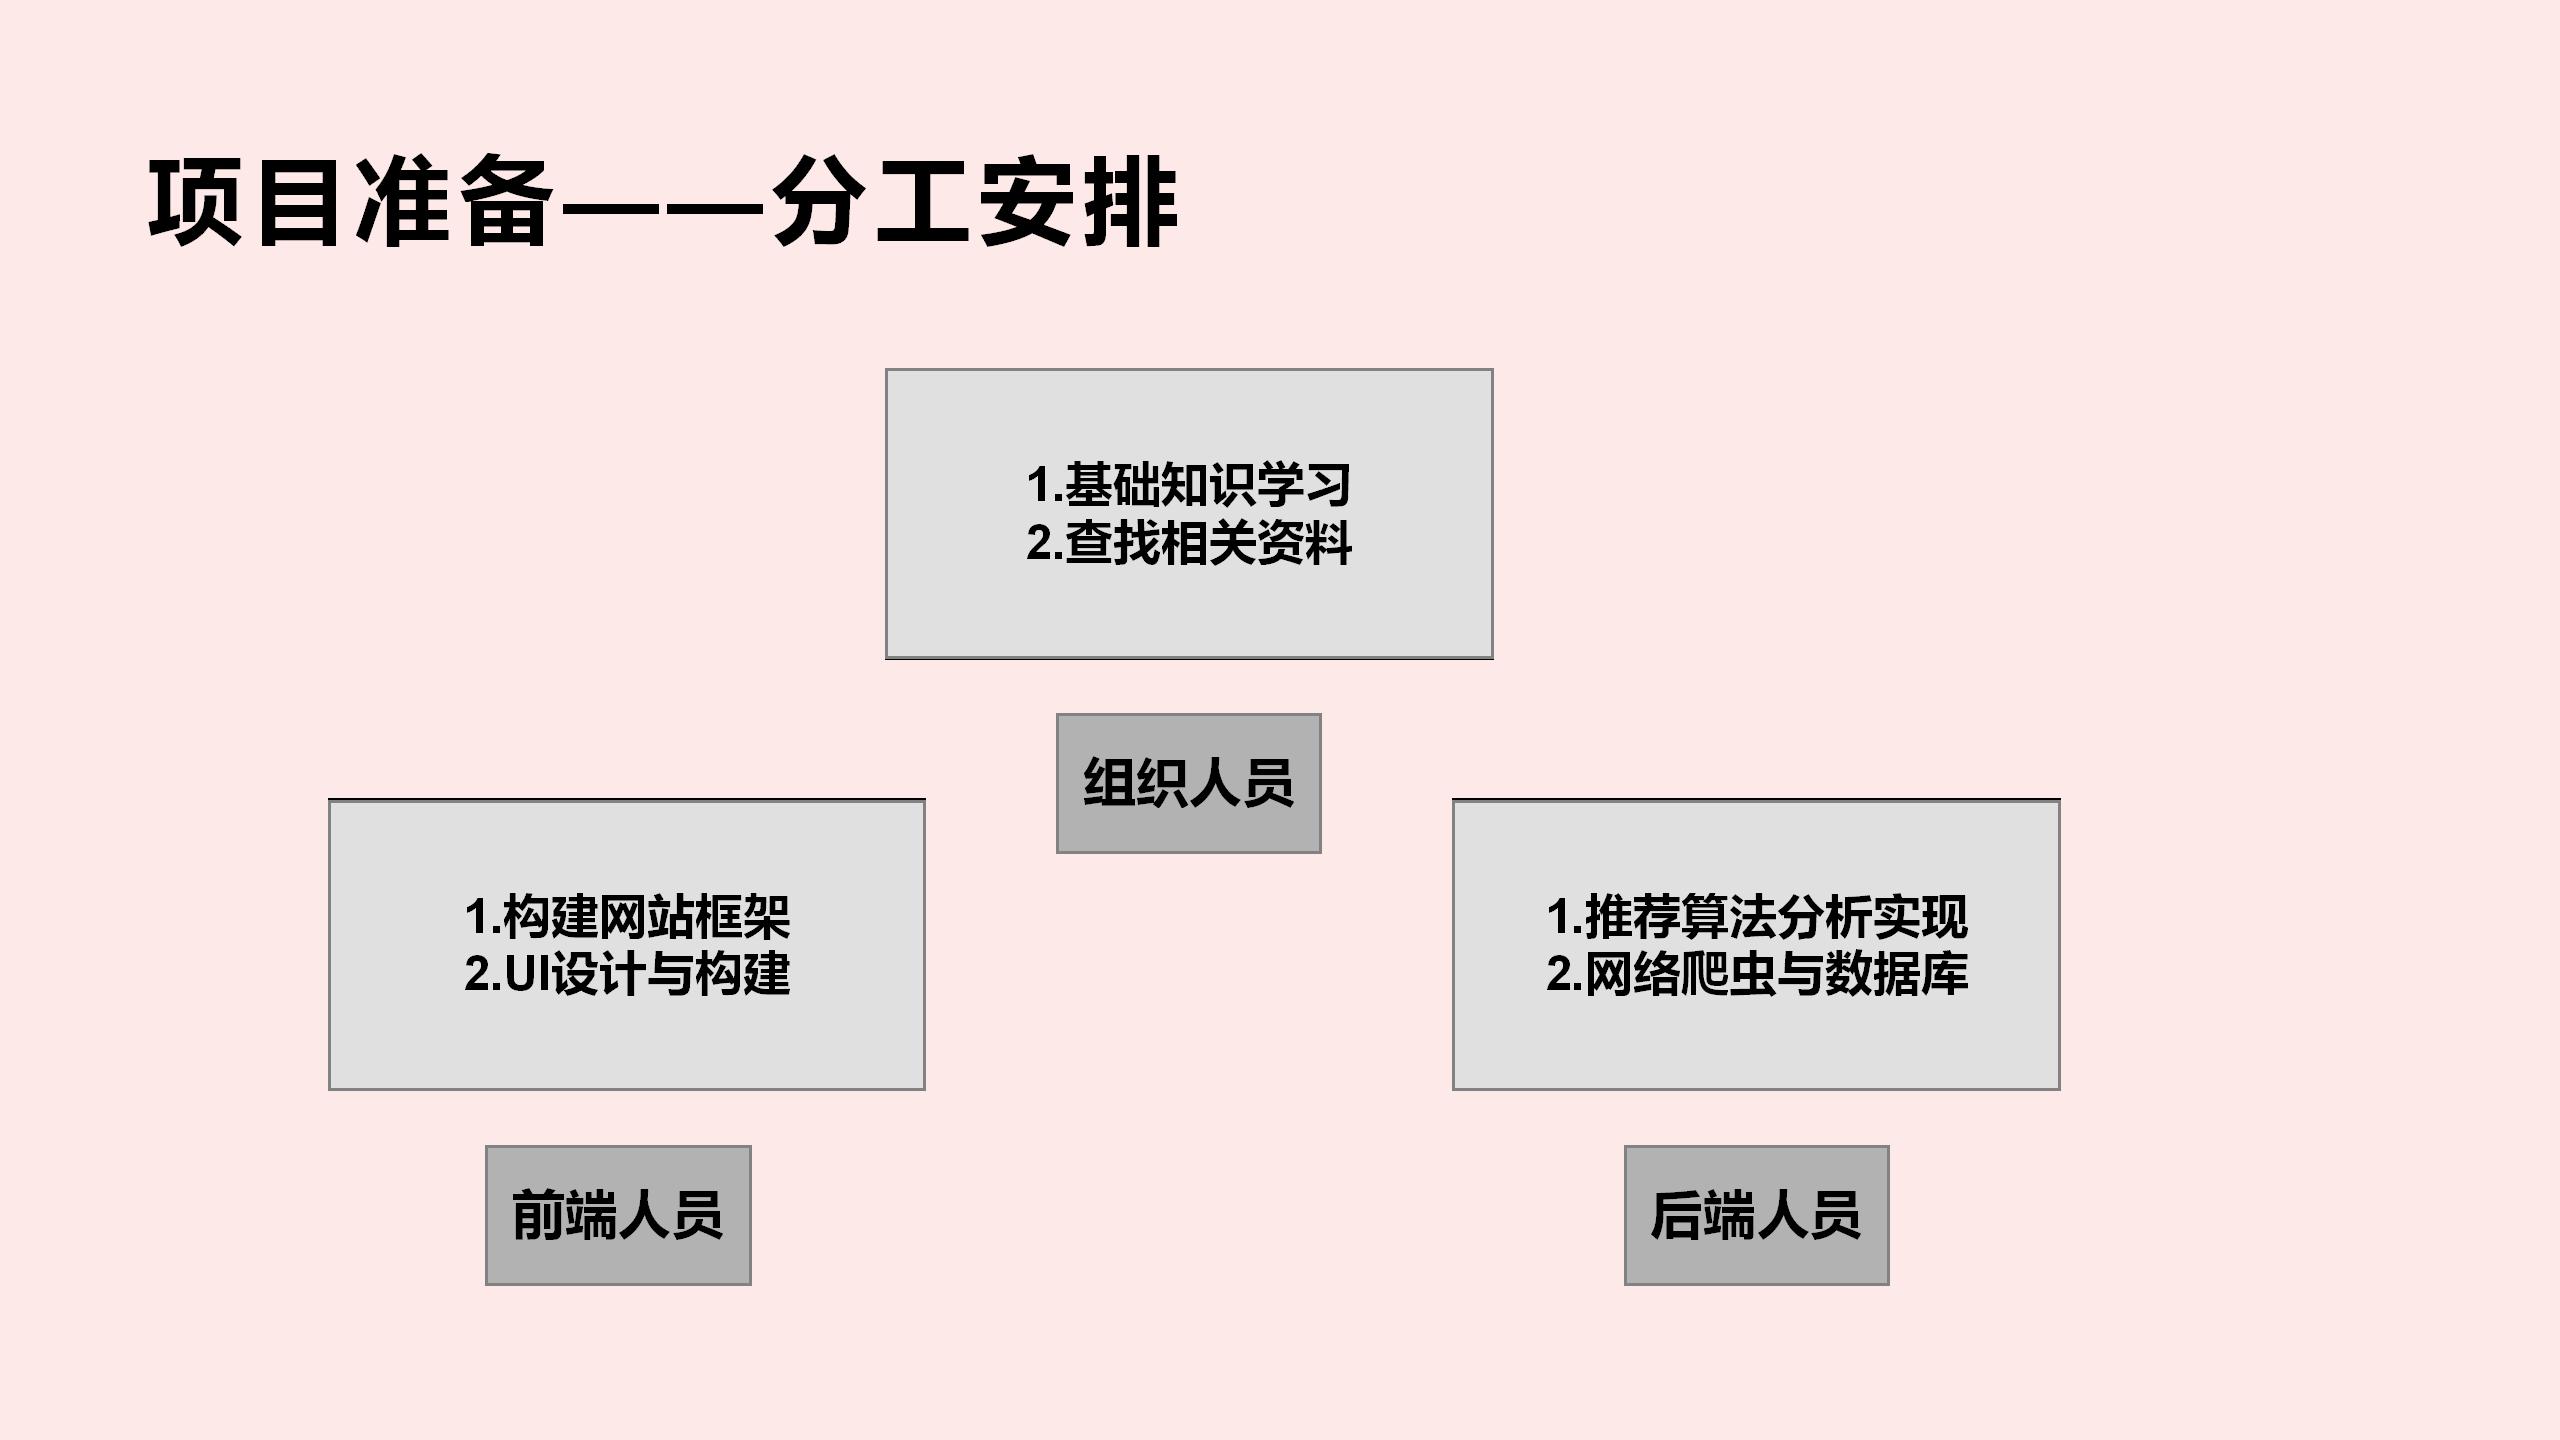 项目准备——分工安排
1.基础知识学习
2.查找相关资料
组织人员
1.构建网站框架
2.UI设计与构建
前端人员
1.推荐算法分析实现
2.网络爬虫与数据库
后端人员